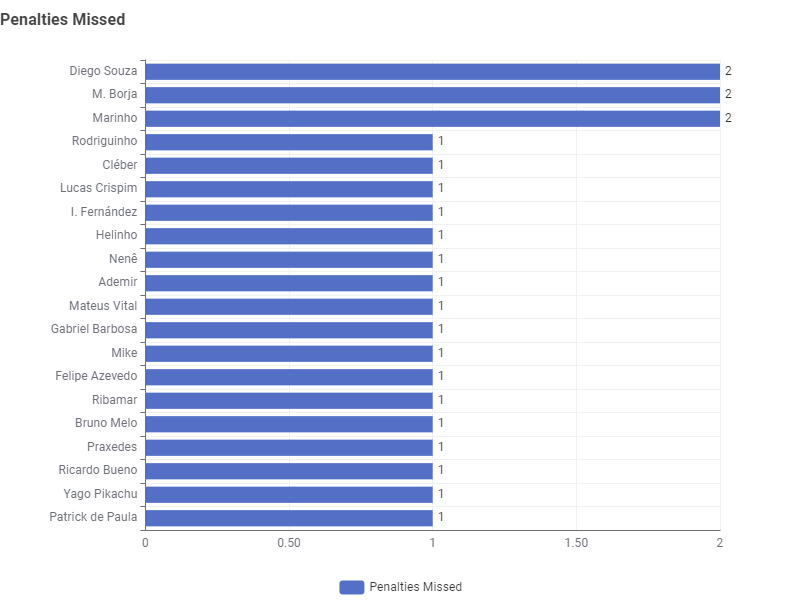 Penalties Missed
Diego Souza 2
M. Borja 2
Marinho 2
Rodriguinho 1
Cléber 1
Lucas Crispim 1
I. Fernández 1
Helinho 1
Nenê 1
Ademir 1
Mateus Vital 1
Gabriel Barbosa 1
Mike 1
Felipe Azevedo 1
Ribamar 1
Bruno Melo 1
Praxedes 1
Ricardo Bueno 1
Yago Pikachu 1
Patrick de Paula 1
0 0.50 1 1.50 2
Penalties Missed